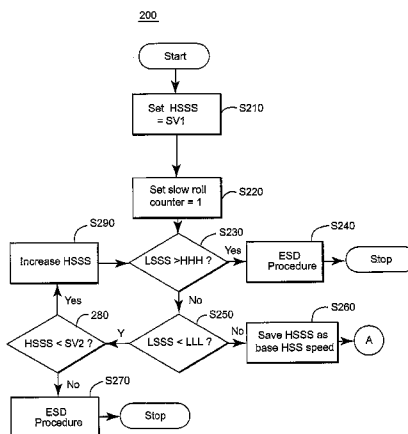 200
Start
Set HSSS
= SV1
S210
Set slow roll
counter = 1
S220
S290
S230
S240
Increase HSSS
LSSS >HHH ?
Yes
ESD
Procedure
Stop
Yes
No
280
S250
S260
HSSS < SV2 ?
Y
LSSS < LLL ?
No
Save HSSS as
base HSS speed
A
No
S270
ESD
Procedure
Stop